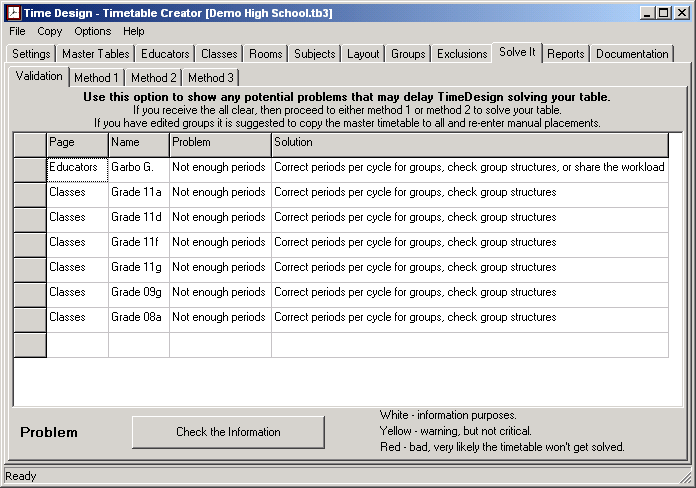 Time Design - Timetable Creator [Demo High School.tb3]
File Copy Options Help
Settings Master Tables Educators Classes Rooms Subjects Layout Groups Exclusions Solve It Reports Documentation
Validation Method 1 Method 2 Method 3
Use this option to show any potential problems that may delay TimeDesign solving your table.
If you receive the all clear, then proceed to either method 1 or method 2 to solve your table.
If you have edited groups it is suggested to copy the master timetable to all and re-enter manual placements.
Page Name Problem Solution
Educators Garbo G. Not enough periods Correct periods per cycle for groups, check group structures, or share the workload
Classes Grade 11a Not enough periods Correct periods per cycle for groups, check group structures
Classes Grade 11d Not enough periods Correct periods per cycle for groups, check group structures
Classes Grade 11f Not enough periods Correct periods per cycle for groups, check group structures
Classes Grade 11g Not enough periods Correct periods per cycle for groups, check group structures
Classes Grade 09g Not enough periods Correct periods per cycle for groups, check group structures
Classes Grade 08a Not enough periods Correct periods per cycle for groups, check group structures
White - information purposes.
Problem Check the Information Yellow - warning, but not critical.
Red - bad, very likely the timetable won't get solved.
Ready